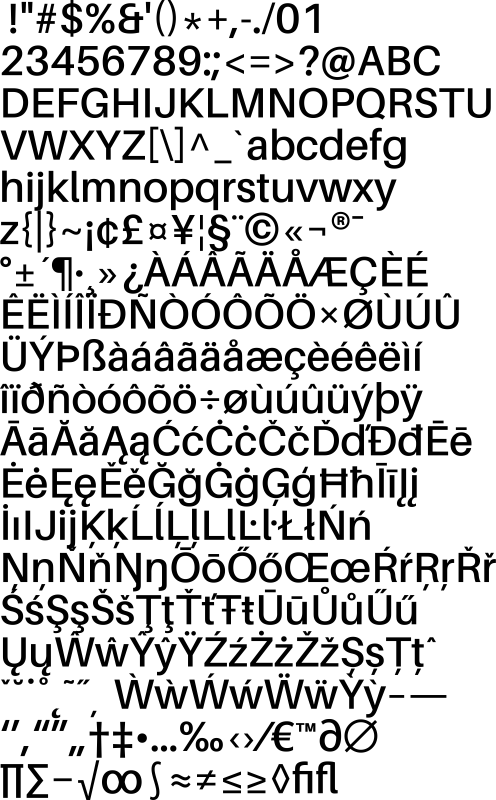 !"#$%&'()*+,-./01
23456789:;<=>?@ABC
DEFGHIJKLMNOPQRSTU
VWXYZ[\]^_`abcdefg
hijklmnopqrstuvwxy
z{|}~¡¢£¤¥¦§¨©«¬®¯
°±´¶·¸»¿ÀÁÂÃÄÅÆÇÈÉ
ÊËÌÍÎÏÐÑÒÓÔÕÖ×ØÙÚÛ
ÜÝÞßàáâãäåæçèéêëìí
îïðñòóôõö÷øùúûüýþÿ
ĀāĂăĄąĆćĊċČčĎďĐđĒē
ĖėĘęĚěĞğĠġĢģĦħĪīĮį
İıIJijĶķĹĺĻļĽľĿŀŁłŃń
ŅņŇňŊŋŌōŐőŒœŔŕŖŗŘř
ŚśŞşŠšŢţŤťŦŧŪūŮůŰű
ŲųŴŵŶŷŸŹźŻżŽžȘșȚțˆ
ˇ˘˙˚˛˜˝̦ẀẁẂẃẄẅỲỳ–—
‘’‚“”„†‡•…‰‹›⁄€™∂∅
∏∑−√∞∫≈≠≤≥◊fifl